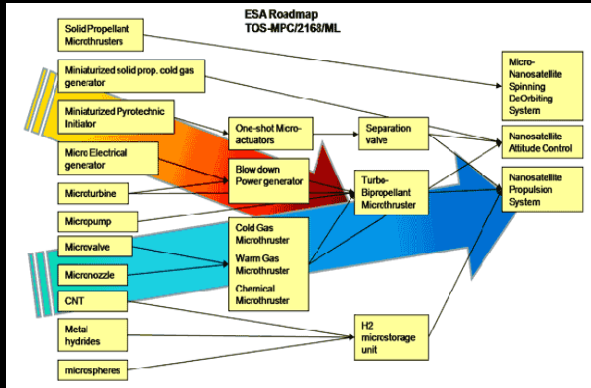 ESA Roadmap
TOS-MPC/2168/ML
Solid Propellant
Microthrusters
Miniaturized solid prop. cold gas
generator
Miniaturized Pyrotechnic
Initiator
Micro Electrical
generator
Microturbine
Micropump
Microvalve
Micronozzle
CNT
Metal
hydrides
microspheres
One-shot Micro-
actuators
Blow down
Power generator
Cold Gas
Microthruster
Warm Gas
Microthruster
Chemical
Microthruster
Separation
valve
Turbo-
Bipropellant
Microthruster
H2
microstorage
unit
Micro-
Nanosatellite
Spinning
DeOrbiting
System
Nanosatellite
Attitude Control
Nanosatellite
Propulsion
System